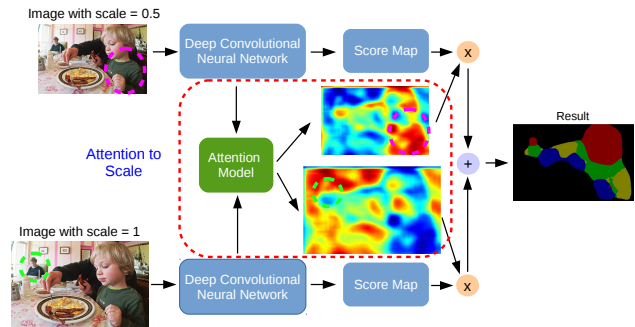 Image with scale = 0.5
Deep Convolutional
Neural Network
Score Map
x
Result
Attention to
Scale
Attention
Model
+
Image with scale = 1
Deep Convolutional
Neural Network
Score Map
x